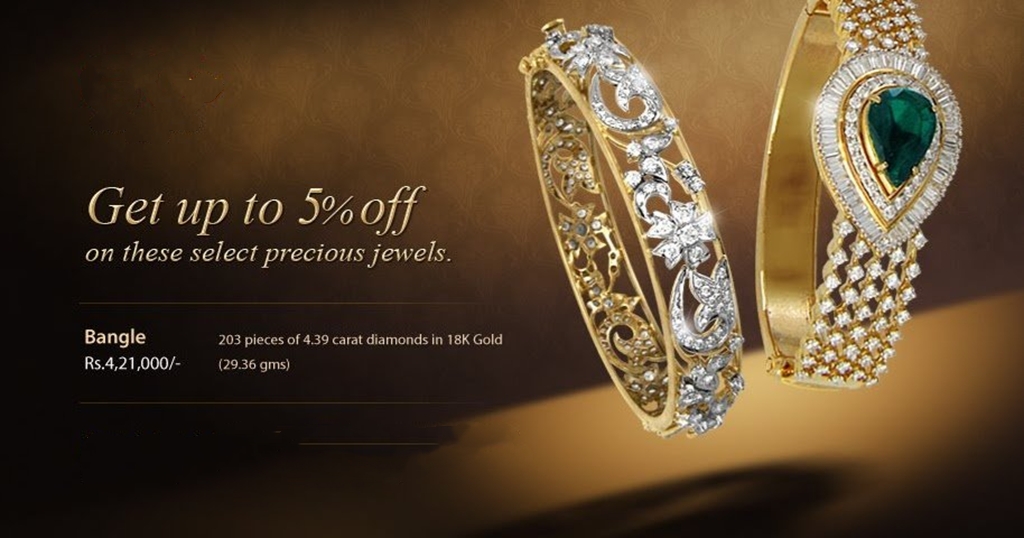 Get up to 5% off
on these select precious jewels.
Bangle
Rs.4,21,000/-
203 pieces of 4.39 carat diamonds in 18K Gold
(29.36 gms)